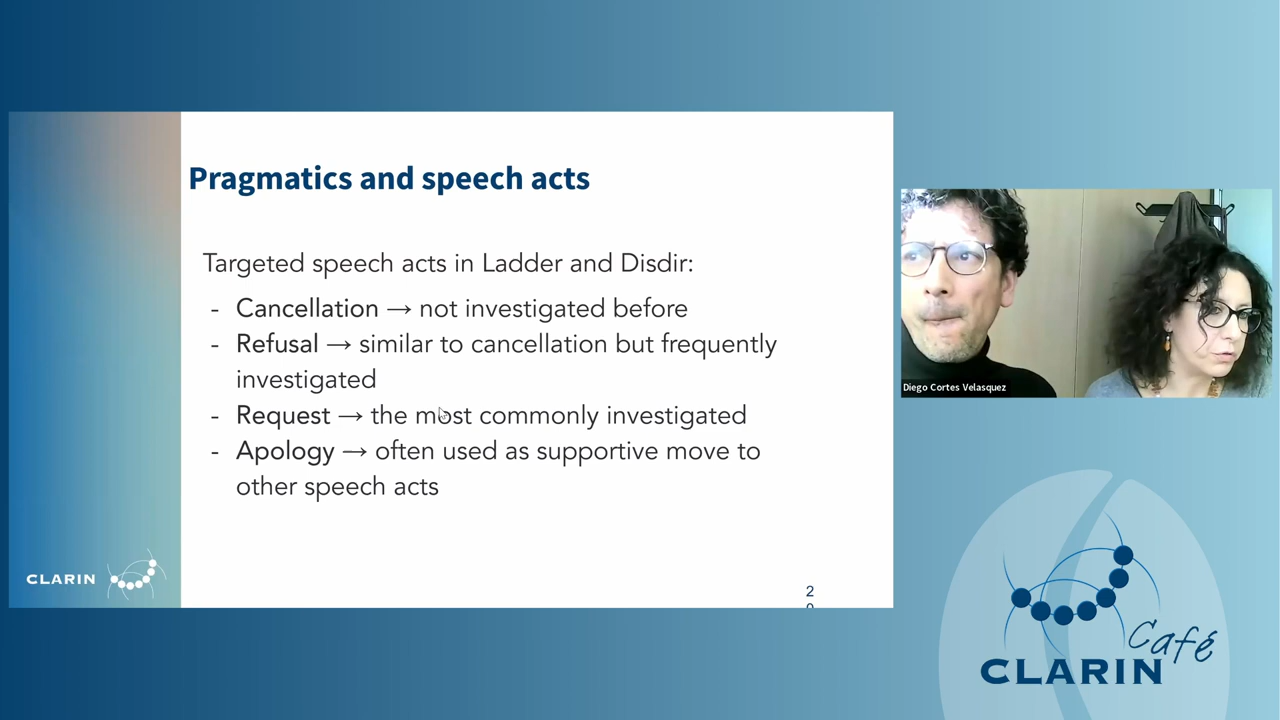 Pragmatics and speech acts
Targeted speech acts in Ladder and Disdir:
- Cancellation → not investigated before
- Refusal → similar to cancellation but frequently
investigated
- Request → the most commonly investigated
- Apology → often used as supportive move to
other speech acts
CLARIN
2
Diego Cortes Velasquez
Café
CLARIN